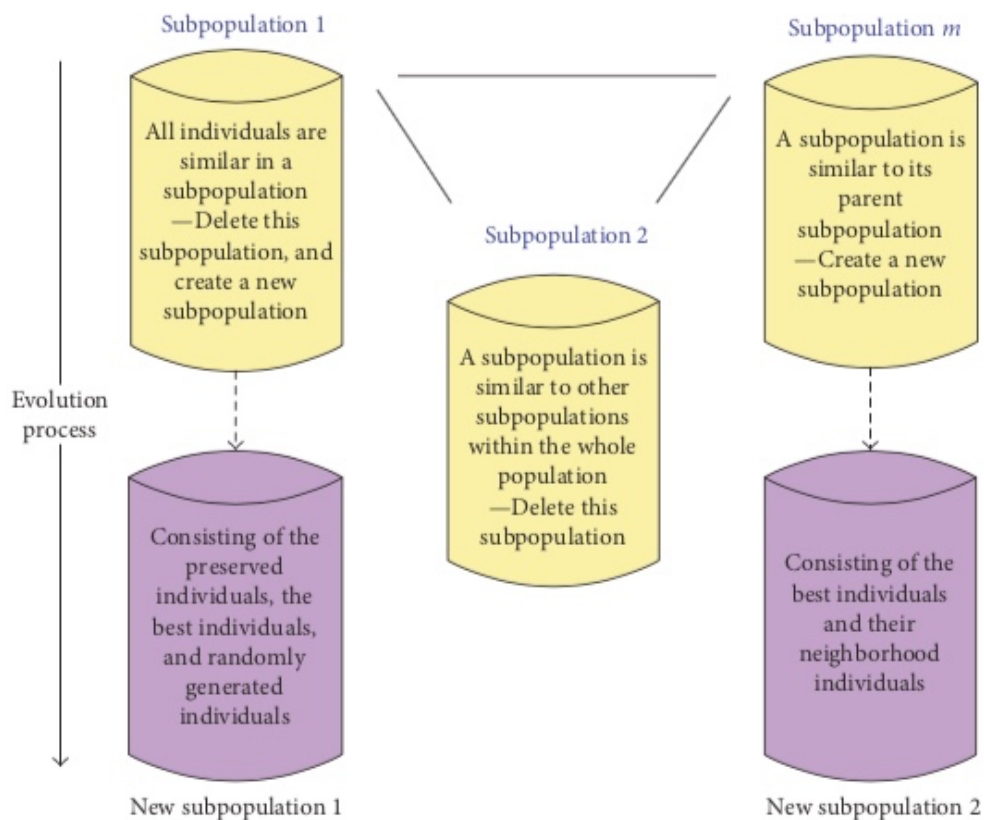 Subpopulation 1
All individuals are
similar in a
subpopulation
—Delete this
subpopulation, and
create a new
subpopulation
Subpopulation 2
A subpopulation is
similar to other
subpopulations
within the whole
population
—Delete this
subpopulation
Subpopulation m
A subpopulation is
similar to its
parent
subpopulation
—Create a new
subpopulation
Evolution
process
Consisting of the
preserved
individuals, the
best individuals,
and randomly
generated
individuals
New subpopulation 1
Consisting of the
best individuals
and their
neighborhood
individuals
New subpopulation 2